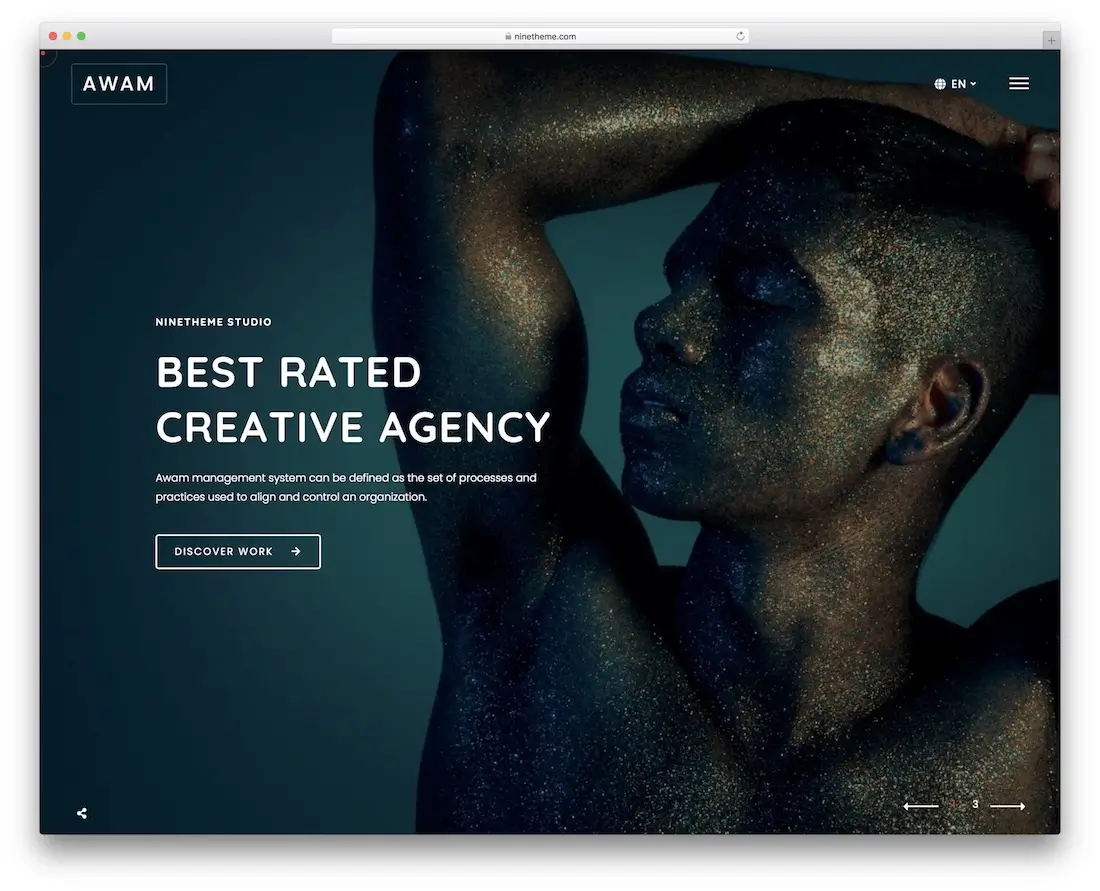 ninetheme.com
AWAM
EN
NINETHEME STUDIO
BEST RATED
CREATIVE AGENCY
Awam management system can be defined as the set of processes and
practices used to align and control an organization.
DISCOVER WORK
3